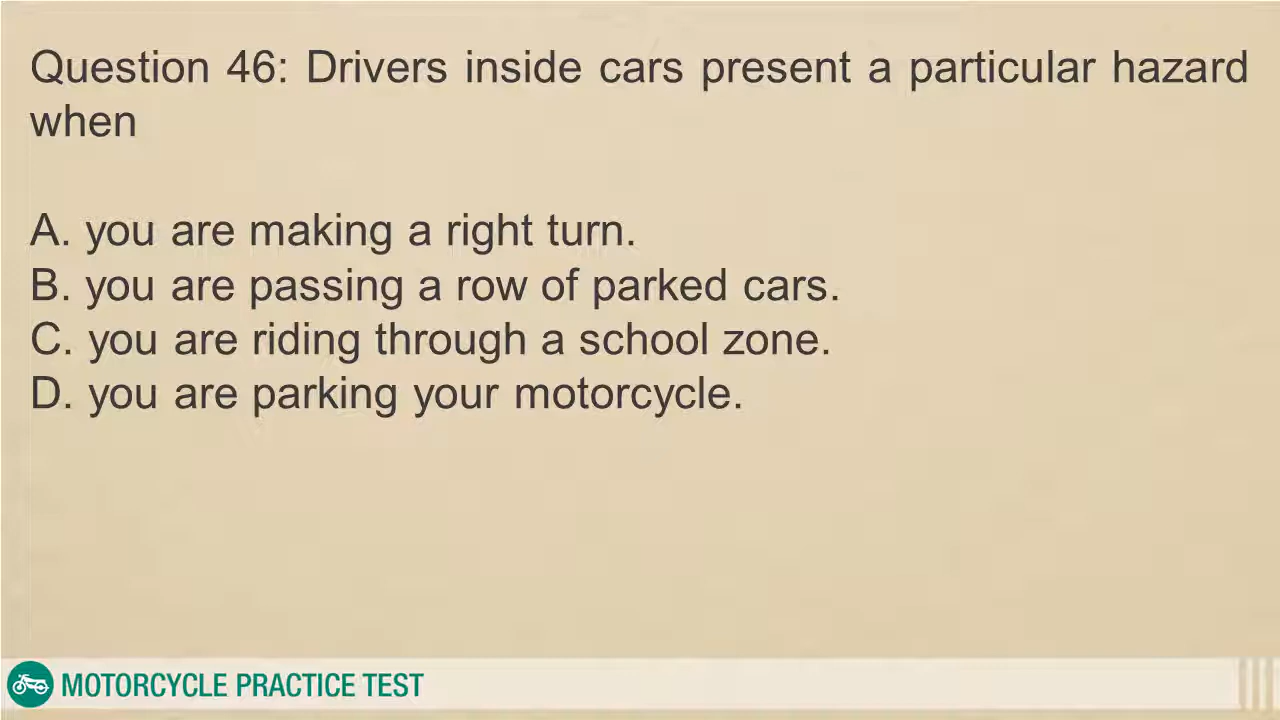 Question 46: Drivers inside cars present a particular hazard
when
A. you are making a right turn.
B. you are passing a row of parked cars.
C. you are riding through a school zone.
D. you are parking your motorcycle.
MOTORCYCLE PRACTICE TEST